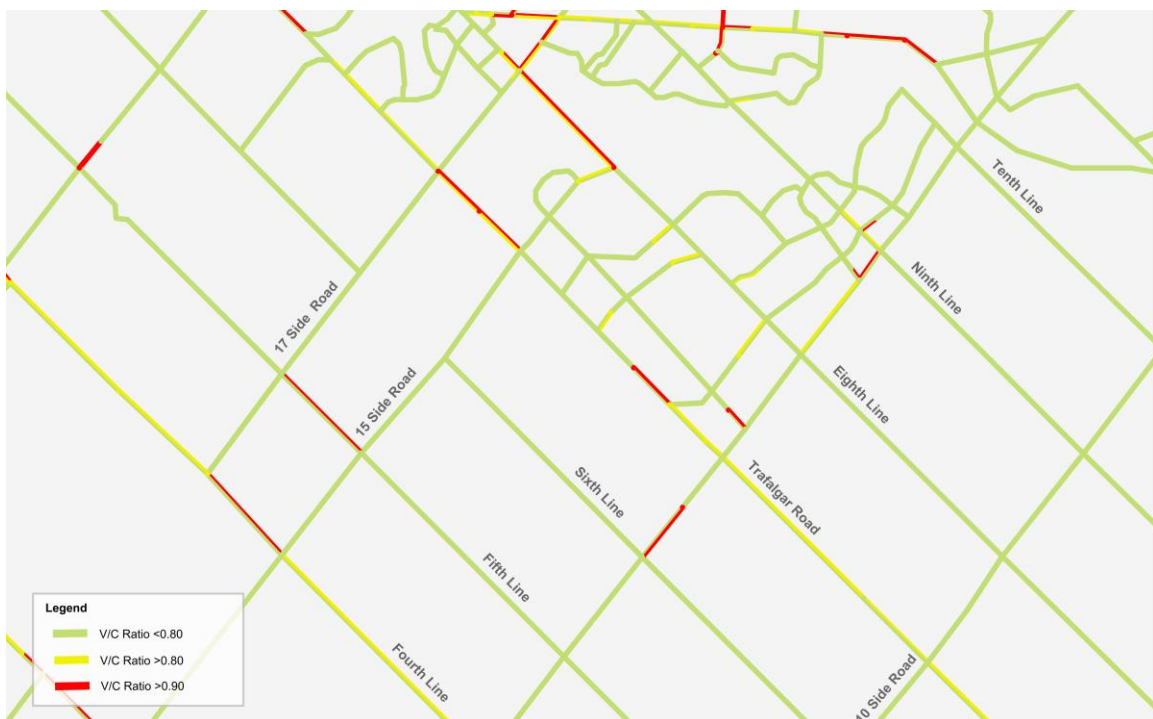 Tenth Line
Ninth Line
17 Side Road
15 Side Road
Eighth Line
Trafalgar Road
Sixth Line
Fifth Line
Fourth Line
10 Side Road
Legend
V/C Ratio <0.80
V/C Ratio >0.80
V/C Ratio >0.90